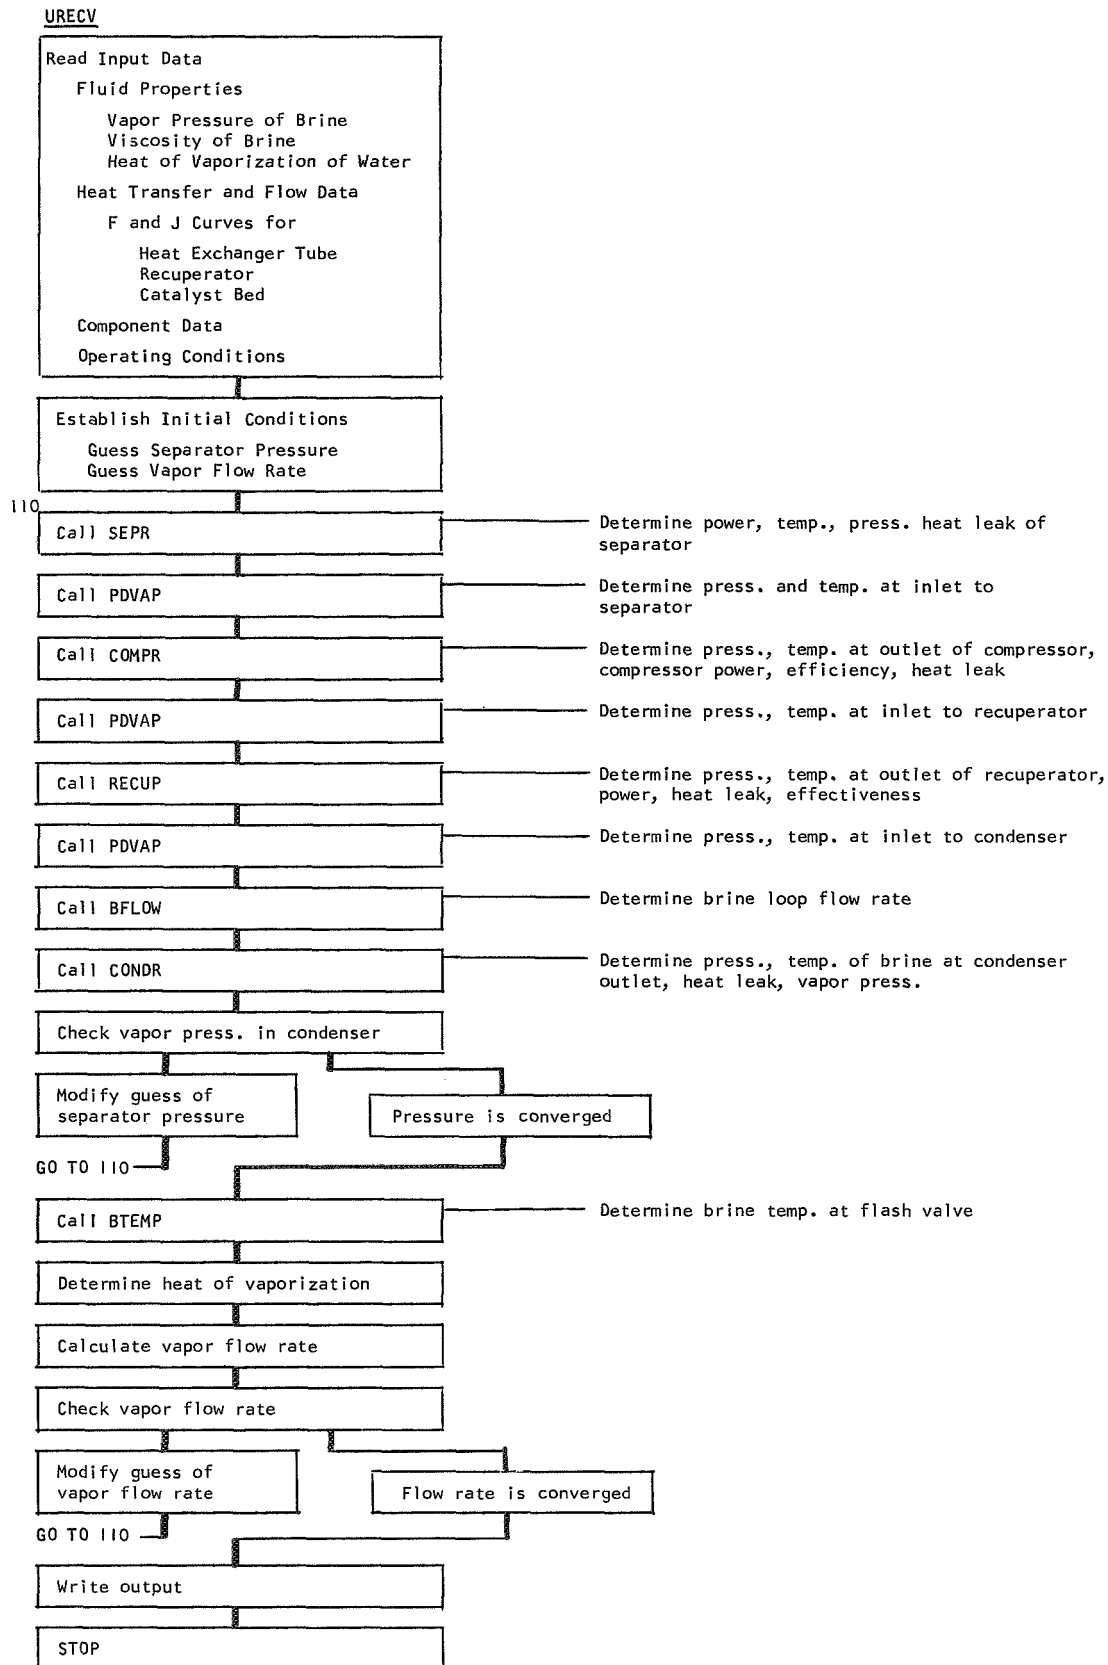 URECV
Read Input Data
Fluid Properties
Vapor Pressure of Brine
Viscosity of Brine
Heat of Vaporization of Water
Heat Transfer and Flow Data
F and J Curves for
Heat Exchanger Tube
Recuperator
Catalyst Bed
Component Data
Operating Conditions
Establish Initial Conditions
Guess Separator Pressure
Guess Vapor Flow Rate
110
Call SEPR
Determine power, temp., press. heat leak of
separator
Call PDVAP
Determine press. and temp. at inlet to
separator
Call COMPR
Determine press., temp. at outlet of compressor,
compressor power, efficiency, heat leak
Call PDVAP
Determine press., temp. at inlet to recuperator
Call RECUP
Determine press., temp. at outlet of recuperator,
power, heat leak, effectiveness
Call PDVAP
Determine press., temp. at inlet to condenser
Call BFLOW
Determine brine loop flow rate
Call CONDR
Determine press., temp. of brine at condenser
outlet, heat leak, vapor press.
Check vapor press. in condenser
Modify guess of
separator pressure
Pressure is converged
GO TO 110
Call BTEMP
Determine brine temp. at flash valve
Determine heat of vaporization
Calculate vapor flow rate
Check vapor flow rate
Modify guess of
vapor flow rate
Flow rate is converged
GO TO 110
Write output
STOP